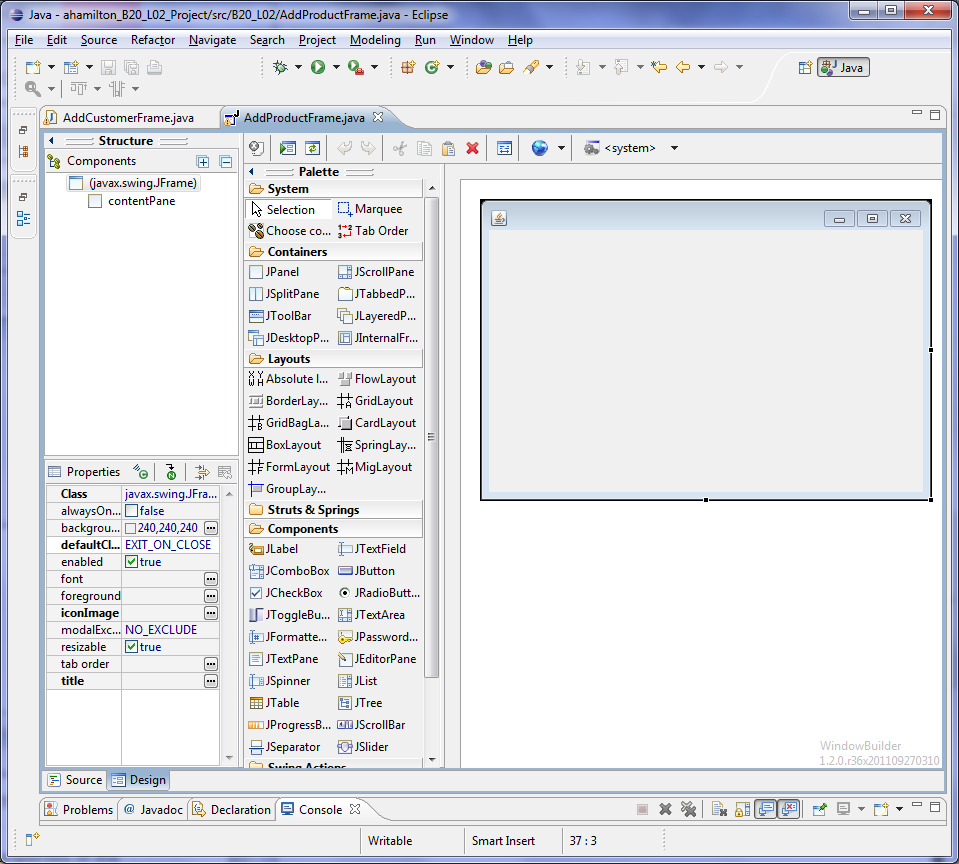 Java - ahamilton_B20_L02_Project/src/B20_L02/AddProductFrame.java - Eclipse
File Edit Source Refactor Navigate Search Project Modeling Run Window Help
Java
AddCustomerFrame.java
AddProductFrame.java
Structure
Components
(javax.swing.JFrame)
contentPane
<system>
Palette
System
Selection Marquee
Choose co... Tab Order
Containers
JPanel JScrollPane
JSplitPane JTabbedP...
JToolBar JLayeredP...
JDesktopP... JInternalFr...
Layouts
Absolute l... FlowLayout
BorderLay... GridLayout
GridBagLa... CardLayout
BoxLayout SpringLay...
FormLayout MigLayout
GroupLay...
Struts & Springs
Components
JLabel JTextField
JComboBox JButton
JCheckBox JRadioButt...
JToggleBu... JTextArea
JFormatte... JPassword...
JTextPane JEditorPane
JSpinner JList
JTable JTree
JProgressB... JScrollBar
JSeparator JSlider
Swing Actions
Properties
Class javax.swing.JFra...
alwaysOn... false
backgrou... 240,240,240
defaultCl... EXIT_ON_CLOSE
enabled true
font
foreground
iconImage
modalExc... NO_EXCLUDE
resizable true
tab order
title
WindowBuilder
1.2.0.r36x201109270310
Source Design
Problems @ Javadoc Declaration Console
Writable Smart Insert 37 : 3